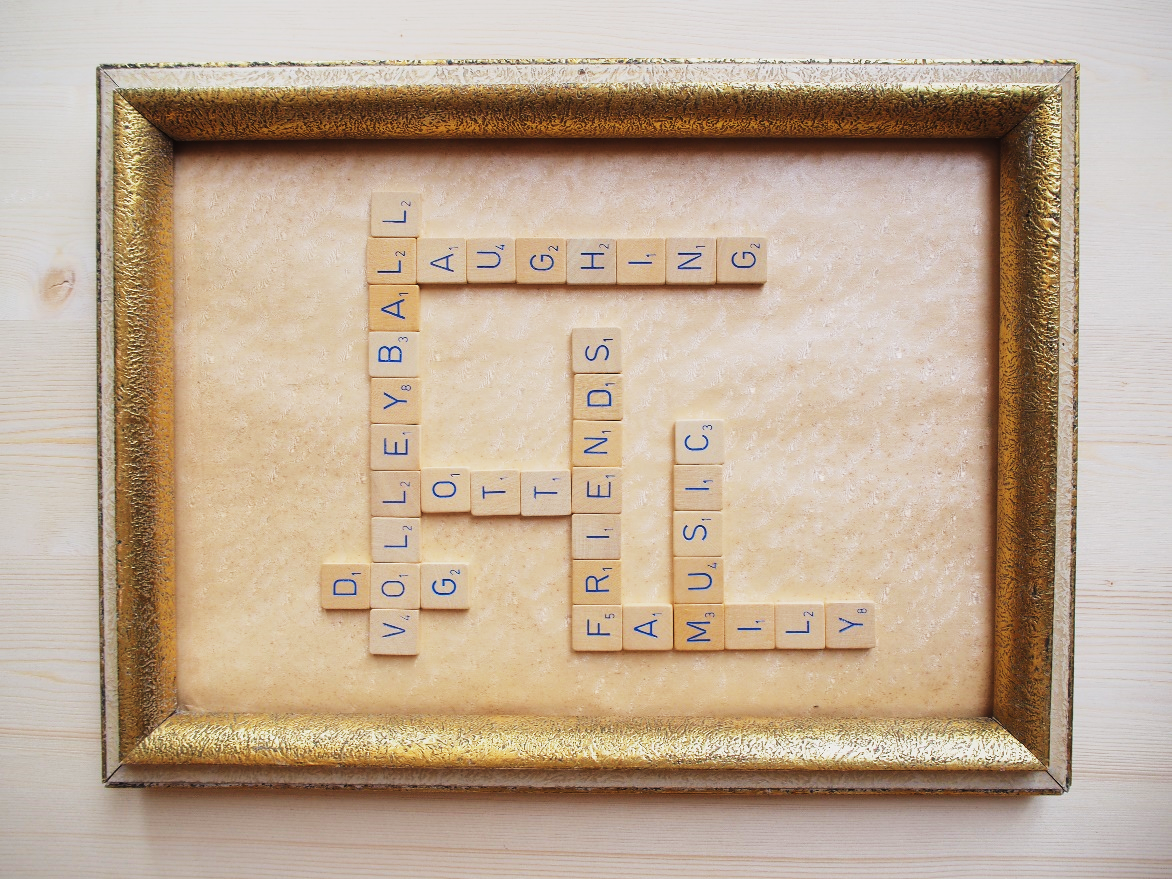 DOG
VOLLEYBALL
LOTTE
LAUGHING
FRIENDS
FAMILY
MUSIC